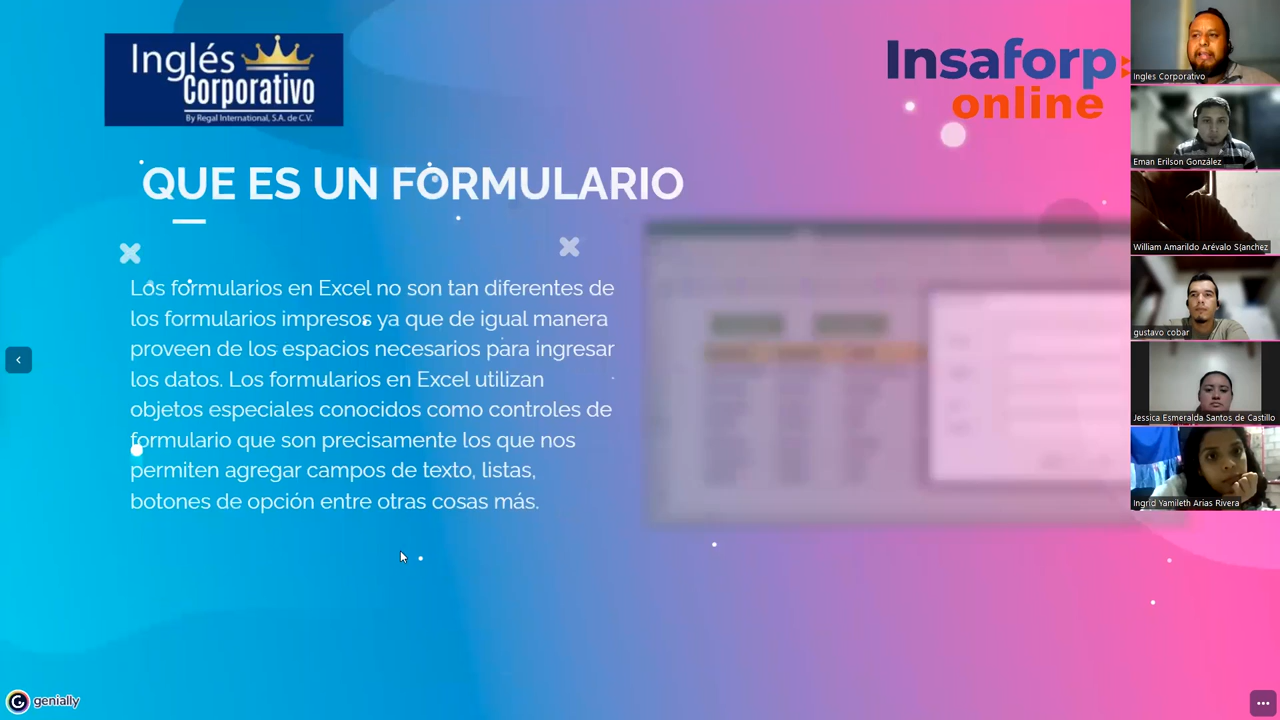 Inglés
Corporativo
By Regal International, S.A. de C.V.
Insaforp
online
QUE ES UN FORMULARIO
Los formularios en Excel no son tan diferentes de
los formularios impresos ya que de igual manera
proveen de los espacios necesarios para ingresar
los datos. Los formularios en Excel utilizan
objetos especiales conocidos como controles de
formulario que son precisamente los que nos
permiten agregar campos de texto, listas,
botones de opción entre otras cosas más.
Ingles Corporativo
Eman Erilson González
William Amarildo Arévalo S{anchez
gustavo cobar
Jessica Esmeralda Santos de Castillo
Ingrid Yamileth Arias Rivera
genially